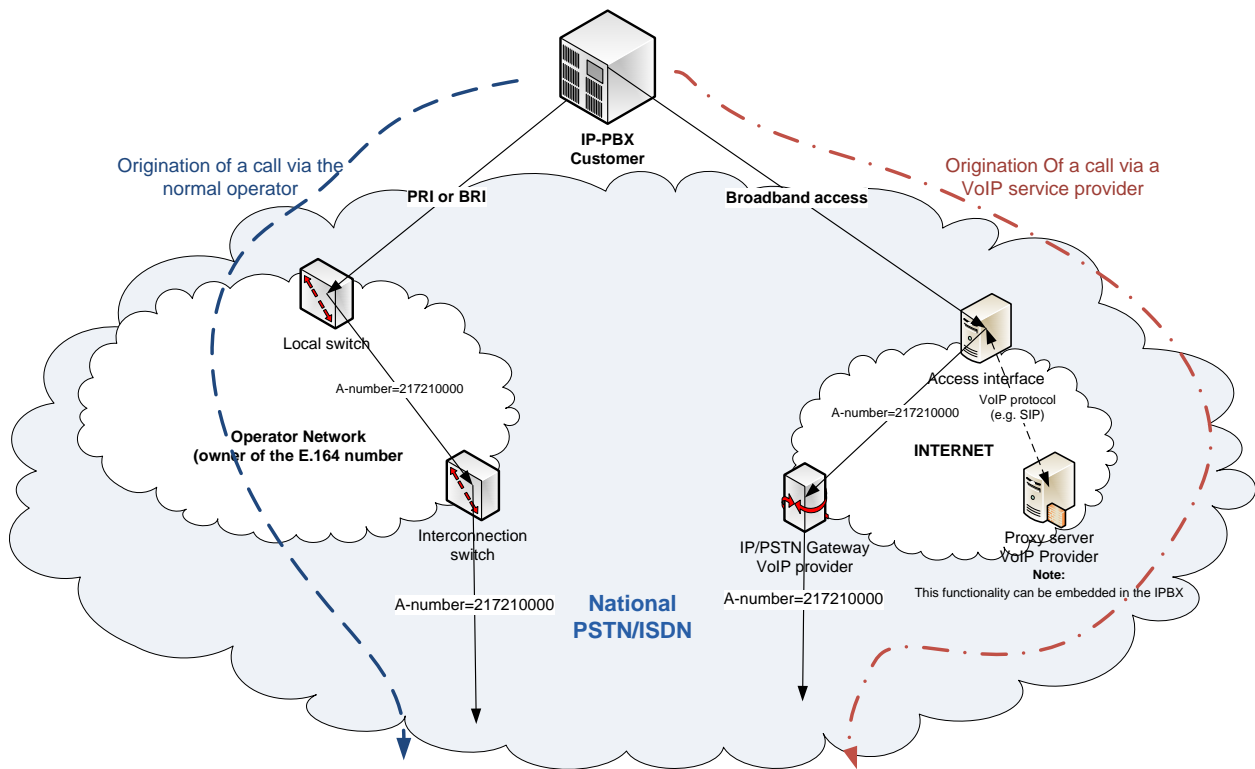 IP-PBX
Customer
Origination of a call via the
normal operator
Origination Of a call via a
VoIP service provider
PRI or BRI
Broadband access
Local switch
Access interface
A-number=217210000
VoIP protocol
(e.g. SIP)
A-number=217210000
Operator Network
(owner of the E.164 number
INTERNET
Interconnection
switch
IP/PSTN Gateway
VoIP provider
Proxy server
VoIP Provider
Note:
This functionality can be embedded in the IPBX
A-number=217210000
National
PSTN/ISDN
A-number=217210000